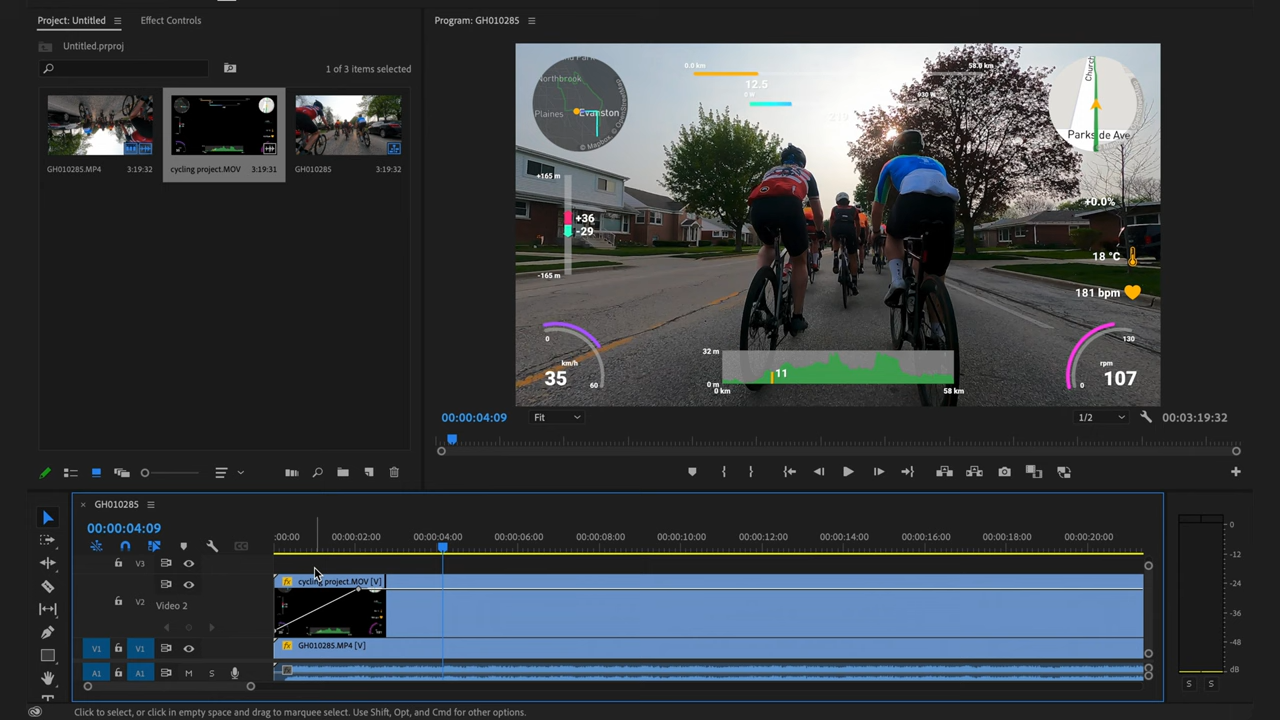 Project: Untitled
Effect Controls
Untitled.prproj
1 of 3 items selected
GH010285.MP4 3:19:32
cycling project.MOV 3:19:31
GH010285 3:19:32
Program: GH010285
Northbrook
Plaines
Evanston
© Mapbox
0.0 km
58.0 km
12.5
0 W
Church
Parkside Ave
+165 m
+36
-29
-165 m
+0.0%
18 °C
181 bpm
0
km/h
35
60
32 m
0 m
11
0 km
58 km
130
rpm
0
107
00:00:04:09
Fit
1/2
00:03:19:32
GH010285
00:00:04:09
:00:00
00:00:02:00
00:00:04:00
00:00:06:00
00:00:08:00
00:00:10:00
00:00:12:00
00:00:14:00
00:00:16:00
00:00:18:00
00:00:20:00
V3
cycling project.MOV [V]
V2
Video 2
V1 V1
GH010285.MP4 [V]
A1 A1 M S
0
-12
-24
-36
-48
dB
S S
Click to select, or click in empty space and drag to marquee select. Use Shift, Opt, and Cmd for other options.